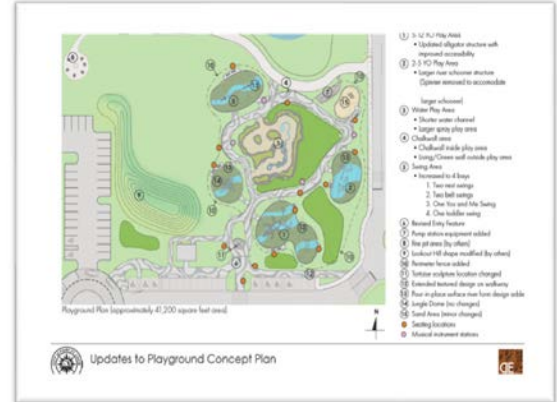 ① 5-12 YO Play Area
• Updated alligator structure with
improved accessibility
② 2-5 YO Play Area
• Larger river schooner structure
(Spinner removed to accomodate
larger schooner)
③ Water Play Area
• Shorter water channel
• Larger spray play area
④ Chalkwall area
• Chalkwall inside play area
• Living/Green wall outside play area
⑤ Swing Area
• Increased to 4 bays
1. Two nest swings
2. Two belt swings
3. One You and Me Swing
4. One toddler swing
⑥ Revised Entry Feature
⑦ Pump station equipment added
⑧ Fire pit area (by others)
⑨ Lookout Hill shape modified (by others)
⑩ Perimeter fence added
⑪ Tortoise sculpture location changed
⑫ Extended textured design on walkway
⑬ Pour-in-place surface river form design added
⑭ Jungle Dome (no changes)
⑮ Sand Area (minor changes)
Seating locations
Musical instrument stations
Playground Plan (approximately 41,200 square feet area)
N
Updates to Playground Concept Plan